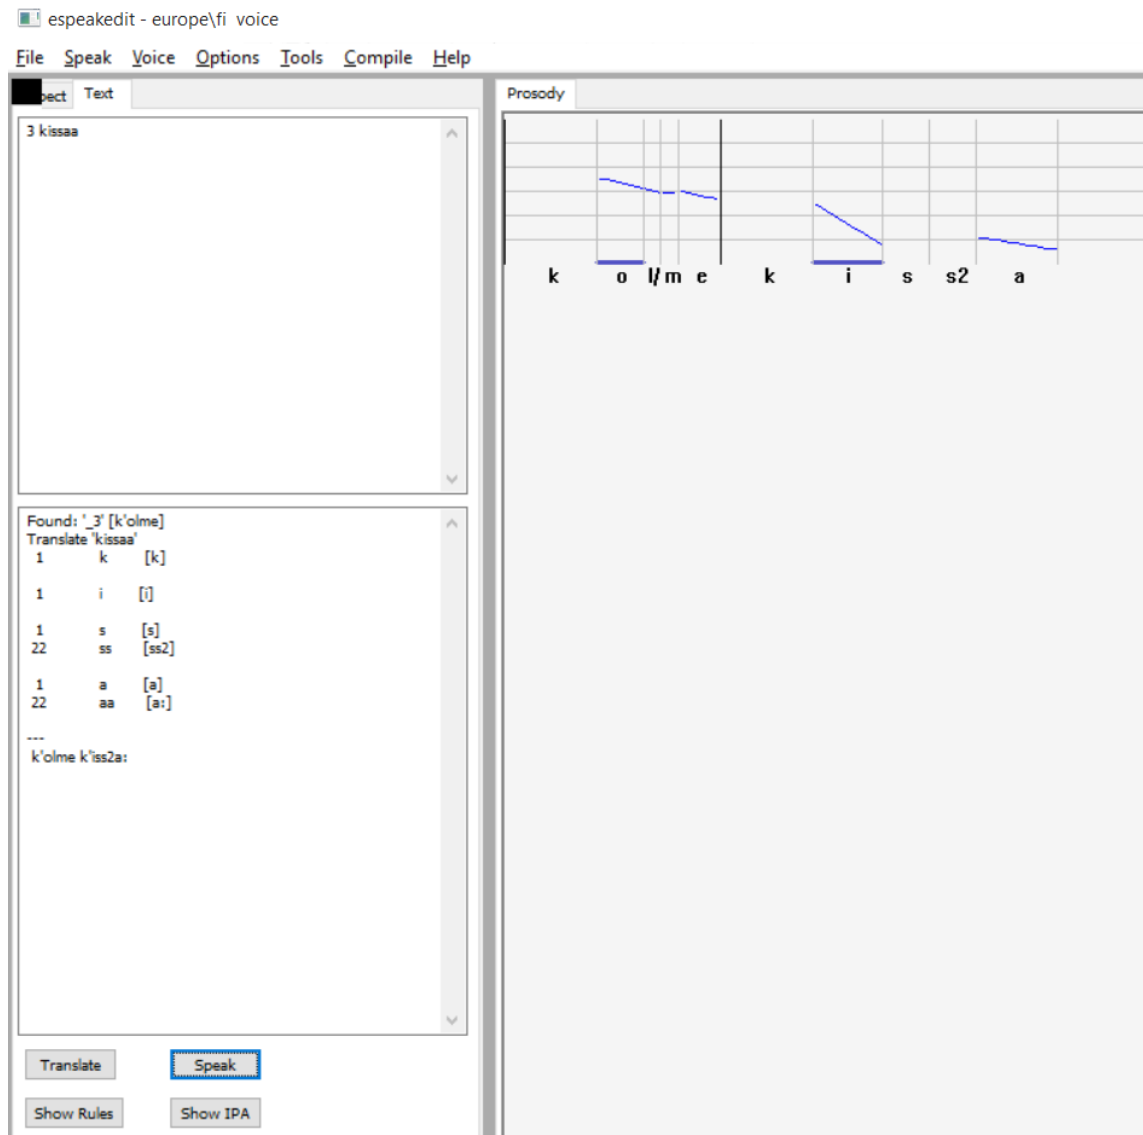 espeakedit - europe\fi voice
File Speak Voice Options Tools Compile Help
Text
3 kissaa
Found: '_3' [k'olme]
Translate 'kissaa'
1 k [k]
1 i [i]
1 s [s]
22 ss [ss2]
1 a [a]
22 aa [a:]
---
k'olme k'iss2a:
Translate Speak
Show Rules Show IPA
Prosody
k o l/ m e k i s s2 a